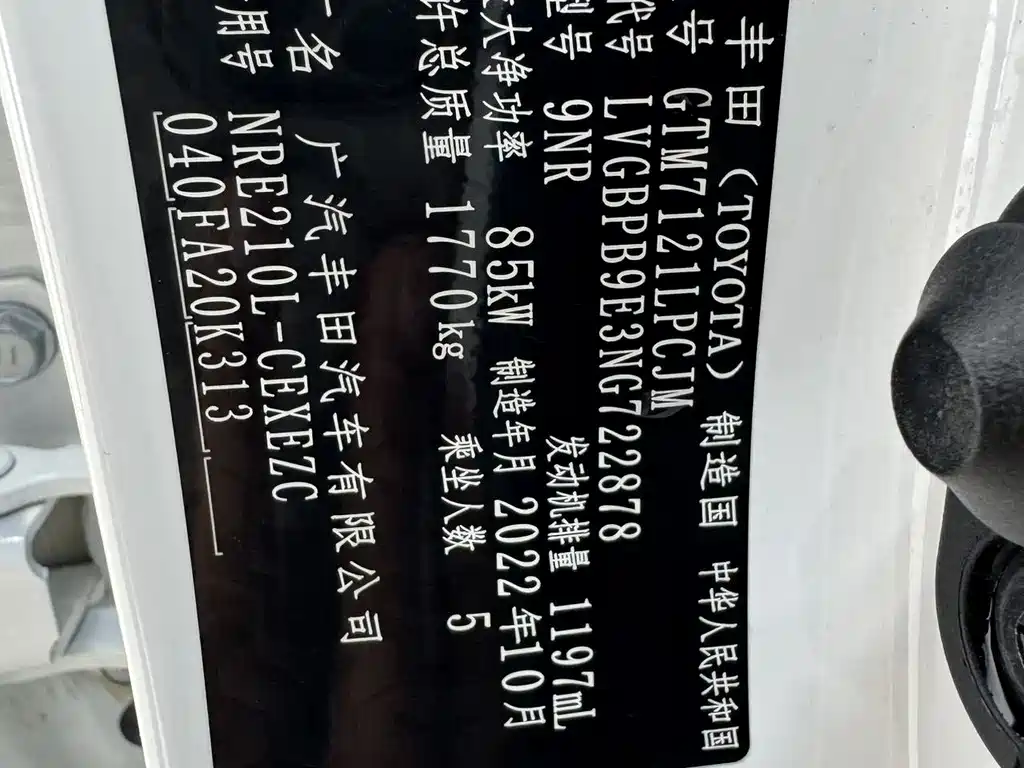 丰田 (TOYOTA) 制造国 中华人民共和国
号 GTM7121LPCJM
代号 LVGBPB9E3NG722878
型号 9NR 发动机排量 1197mL
大净功率 85kW 制造年月 2022年10月
许总质量 1770kg 乘坐人数 5
名 广汽丰田汽车有限公司
用号 NRE210L-CEXEZC
040FA20K313